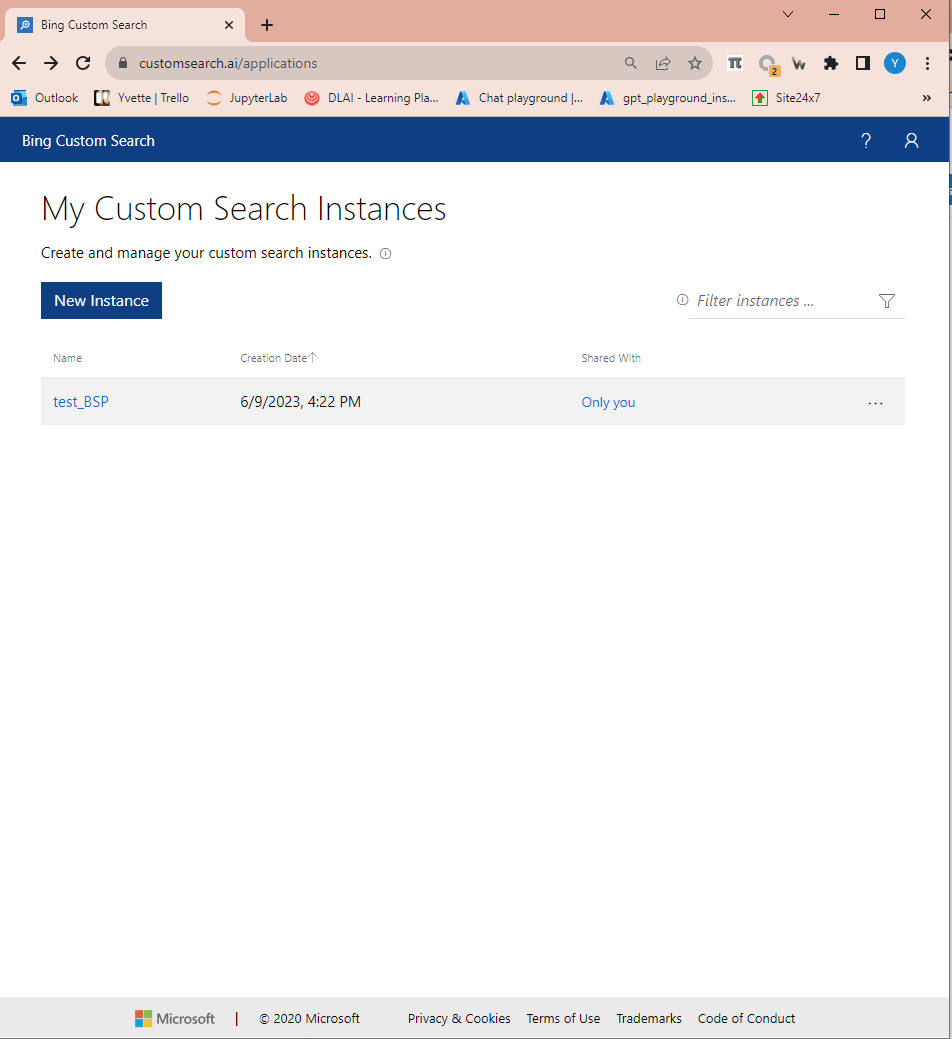 Bing Custom Search
customsearch.ai/applications
2
Y
Outlook Yvette | Trello JupyterLab DLAI - Learning Pla... Chat playground |... gpt_playground_ins... Site24x7 »
Bing Custom Search ?
My Custom Search Instances
Create and manage your custom search instances.
New Instance
Filter instances ...
Name Creation Date↑ Shared With
test_BSP 6/9/2023, 4:22 PM Only you ...
Microsoft | © 2020 Microsoft Privacy & Cookies Terms of Use Trademarks Code of Conduct